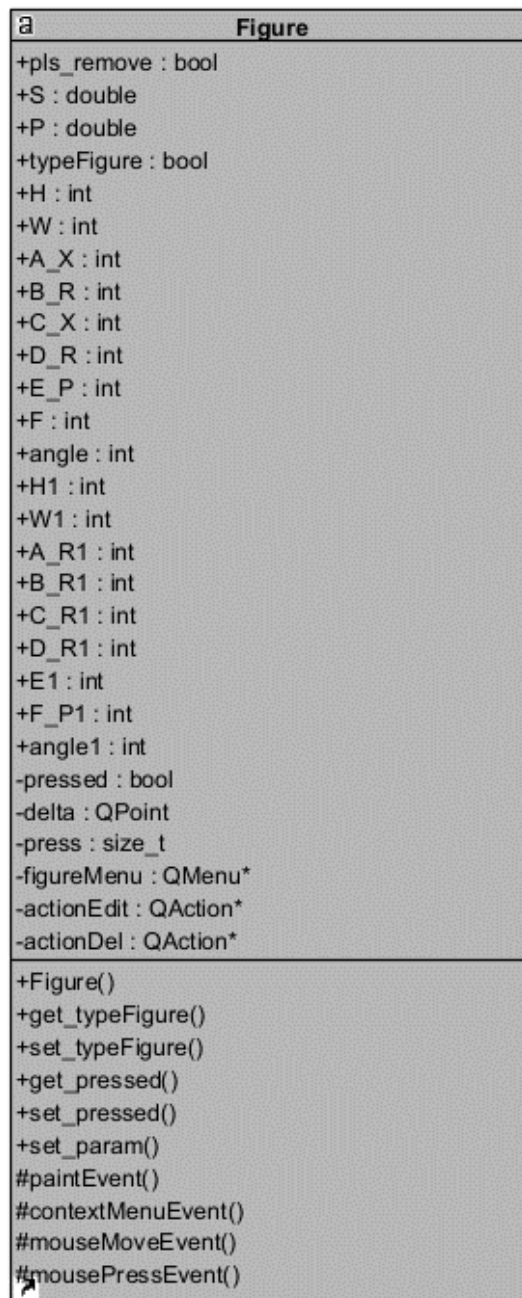 a
Figure
+pls_remove : bool
+S : double
+P : double
+typeFigure : bool
+H : int
+W : int
+A_X : int
+B_R : int
+C_X : int
+D_R : int
+E_P : int
+F : int
+angle : int
+H1 : int
+W1 : int
+A_R1 : int
+B_R1 : int
+C_R1 : int
+D_R1 : int
+E1 : int
+F_P1 : int
+angle1 : int
-pressed : bool
-delta : QPoint
-press : size_t
-figureMenu : QMenu*
-actionEdit : QAction*
-actionDel : QAction*
+Figure()
+get_typeFigure()
+set_typeFigure()
+get_pressed()
+set_pressed()
+set_param()
#paintEvent()
#contextMenuEvent()
#mouseMoveEvent()
#mousePressEvent()